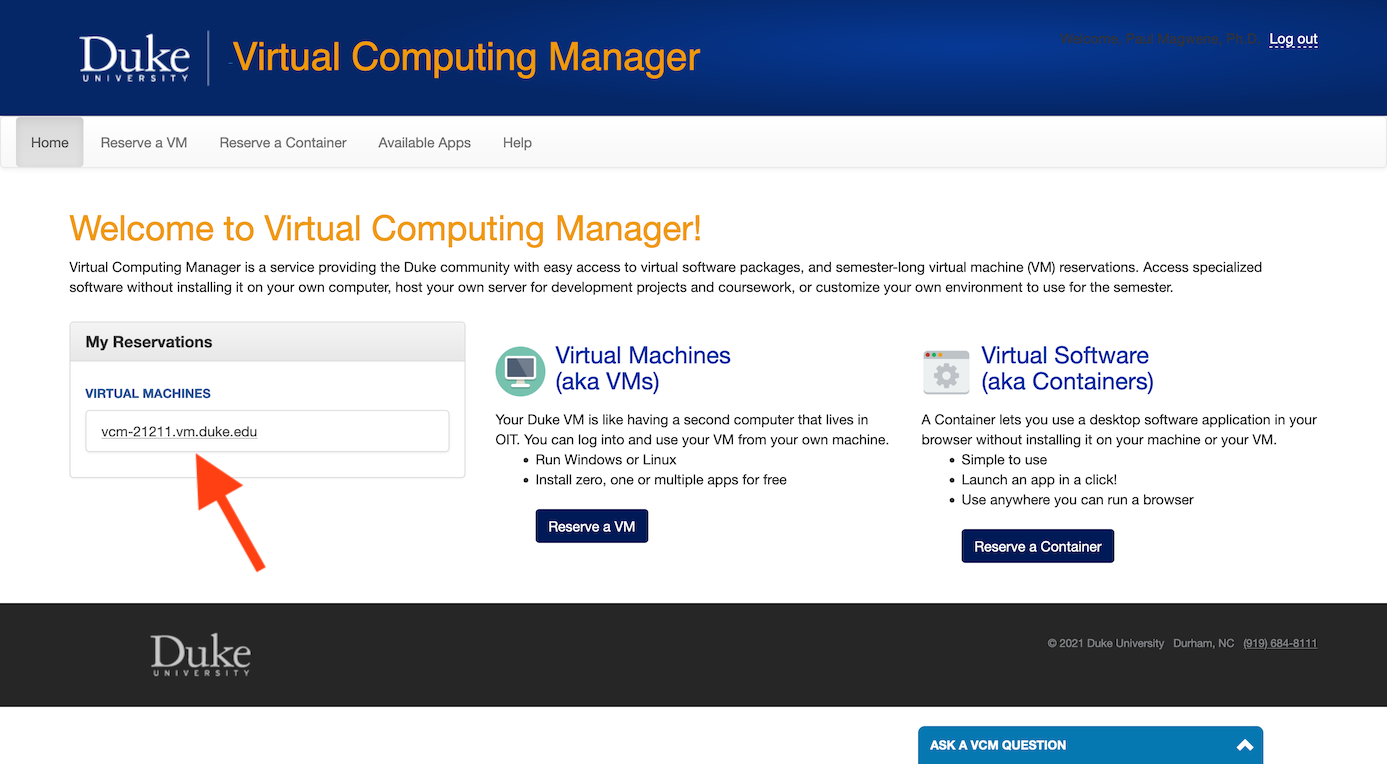 Duke
UNIVERSITY
Virtual Computing Manager
Welcome, Paul Magwene, Ph.D.
Log out
Home
Reserve a VM
Reserve a Container
Available Apps
Help
Welcome to Virtual Computing Manager!
Virtual Computing Manager is a service providing the Duke community with easy access to virtual software packages, and semester-long virtual machine (VM) reservations. Access specialized
software without installing it on your own computer, host your own server for development projects and coursework, or customize your own environment to use for the semester.
My Reservations
VIRTUAL MACHINES
vcm-21211.vm.duke.edu
Virtual Machines
(aka VMs)
Your Duke VM is like having a second computer that lives in
OIT. You can log into and use your VM from your own machine.
• Run Windows or Linux
• Install zero, one or multiple apps for free
Reserve a VM
Virtual Software
(aka Containers)
A Container lets you use a desktop software application in your
browser without installing it on your machine or your VM.
• Simple to use
• Launch an app in a click!
• Use anywhere you can run a browser
Reserve a Container
Duke
UNIVERSITY
© 2021 Duke University Durham, NC (919) 684-8111
ASK A VCM QUESTION